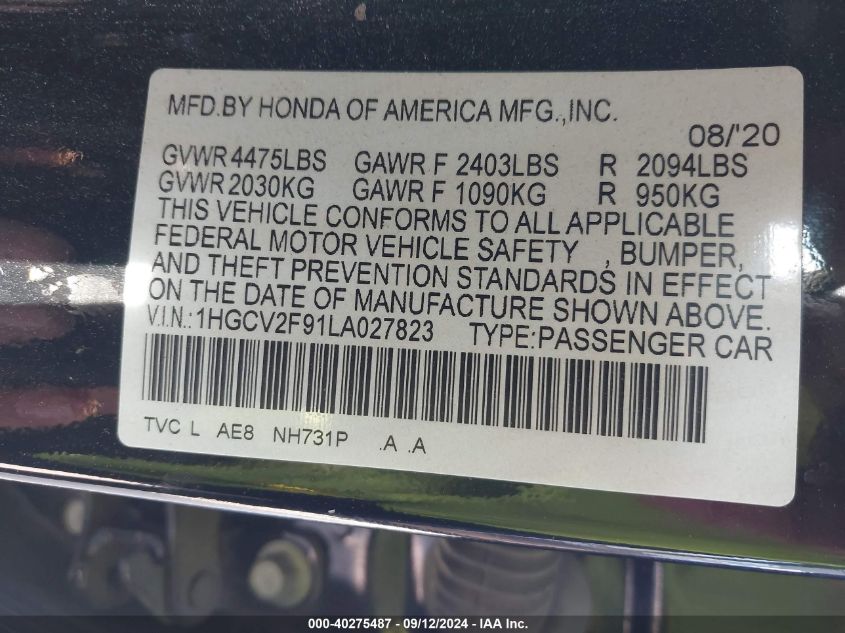 MFD.BY HONDA OF AMERICA MFG.,INC.
08/'20
GVWR 4475LBS GAWR F 2403LBS R 2094LBS
GVWR 2030KG GAWR F 1090KG R 950KG
THIS VEHICLE CONFORMS TO ALL APPLICABLE
FEDERAL MOTOR VEHICLE SAFETY , BUMPER,
AND THEFT PREVENTION STANDARDS IN EFFECT
ON THE DATE OF MANUFACTURE SHOWN ABOVE.
V.I.N.:1HGCV2F91LA027823 TYPE:PASSENGER CAR
TVC L AE8 NH731P .A .A
000-40275487 - 09/12/2024 - IAA Inc.